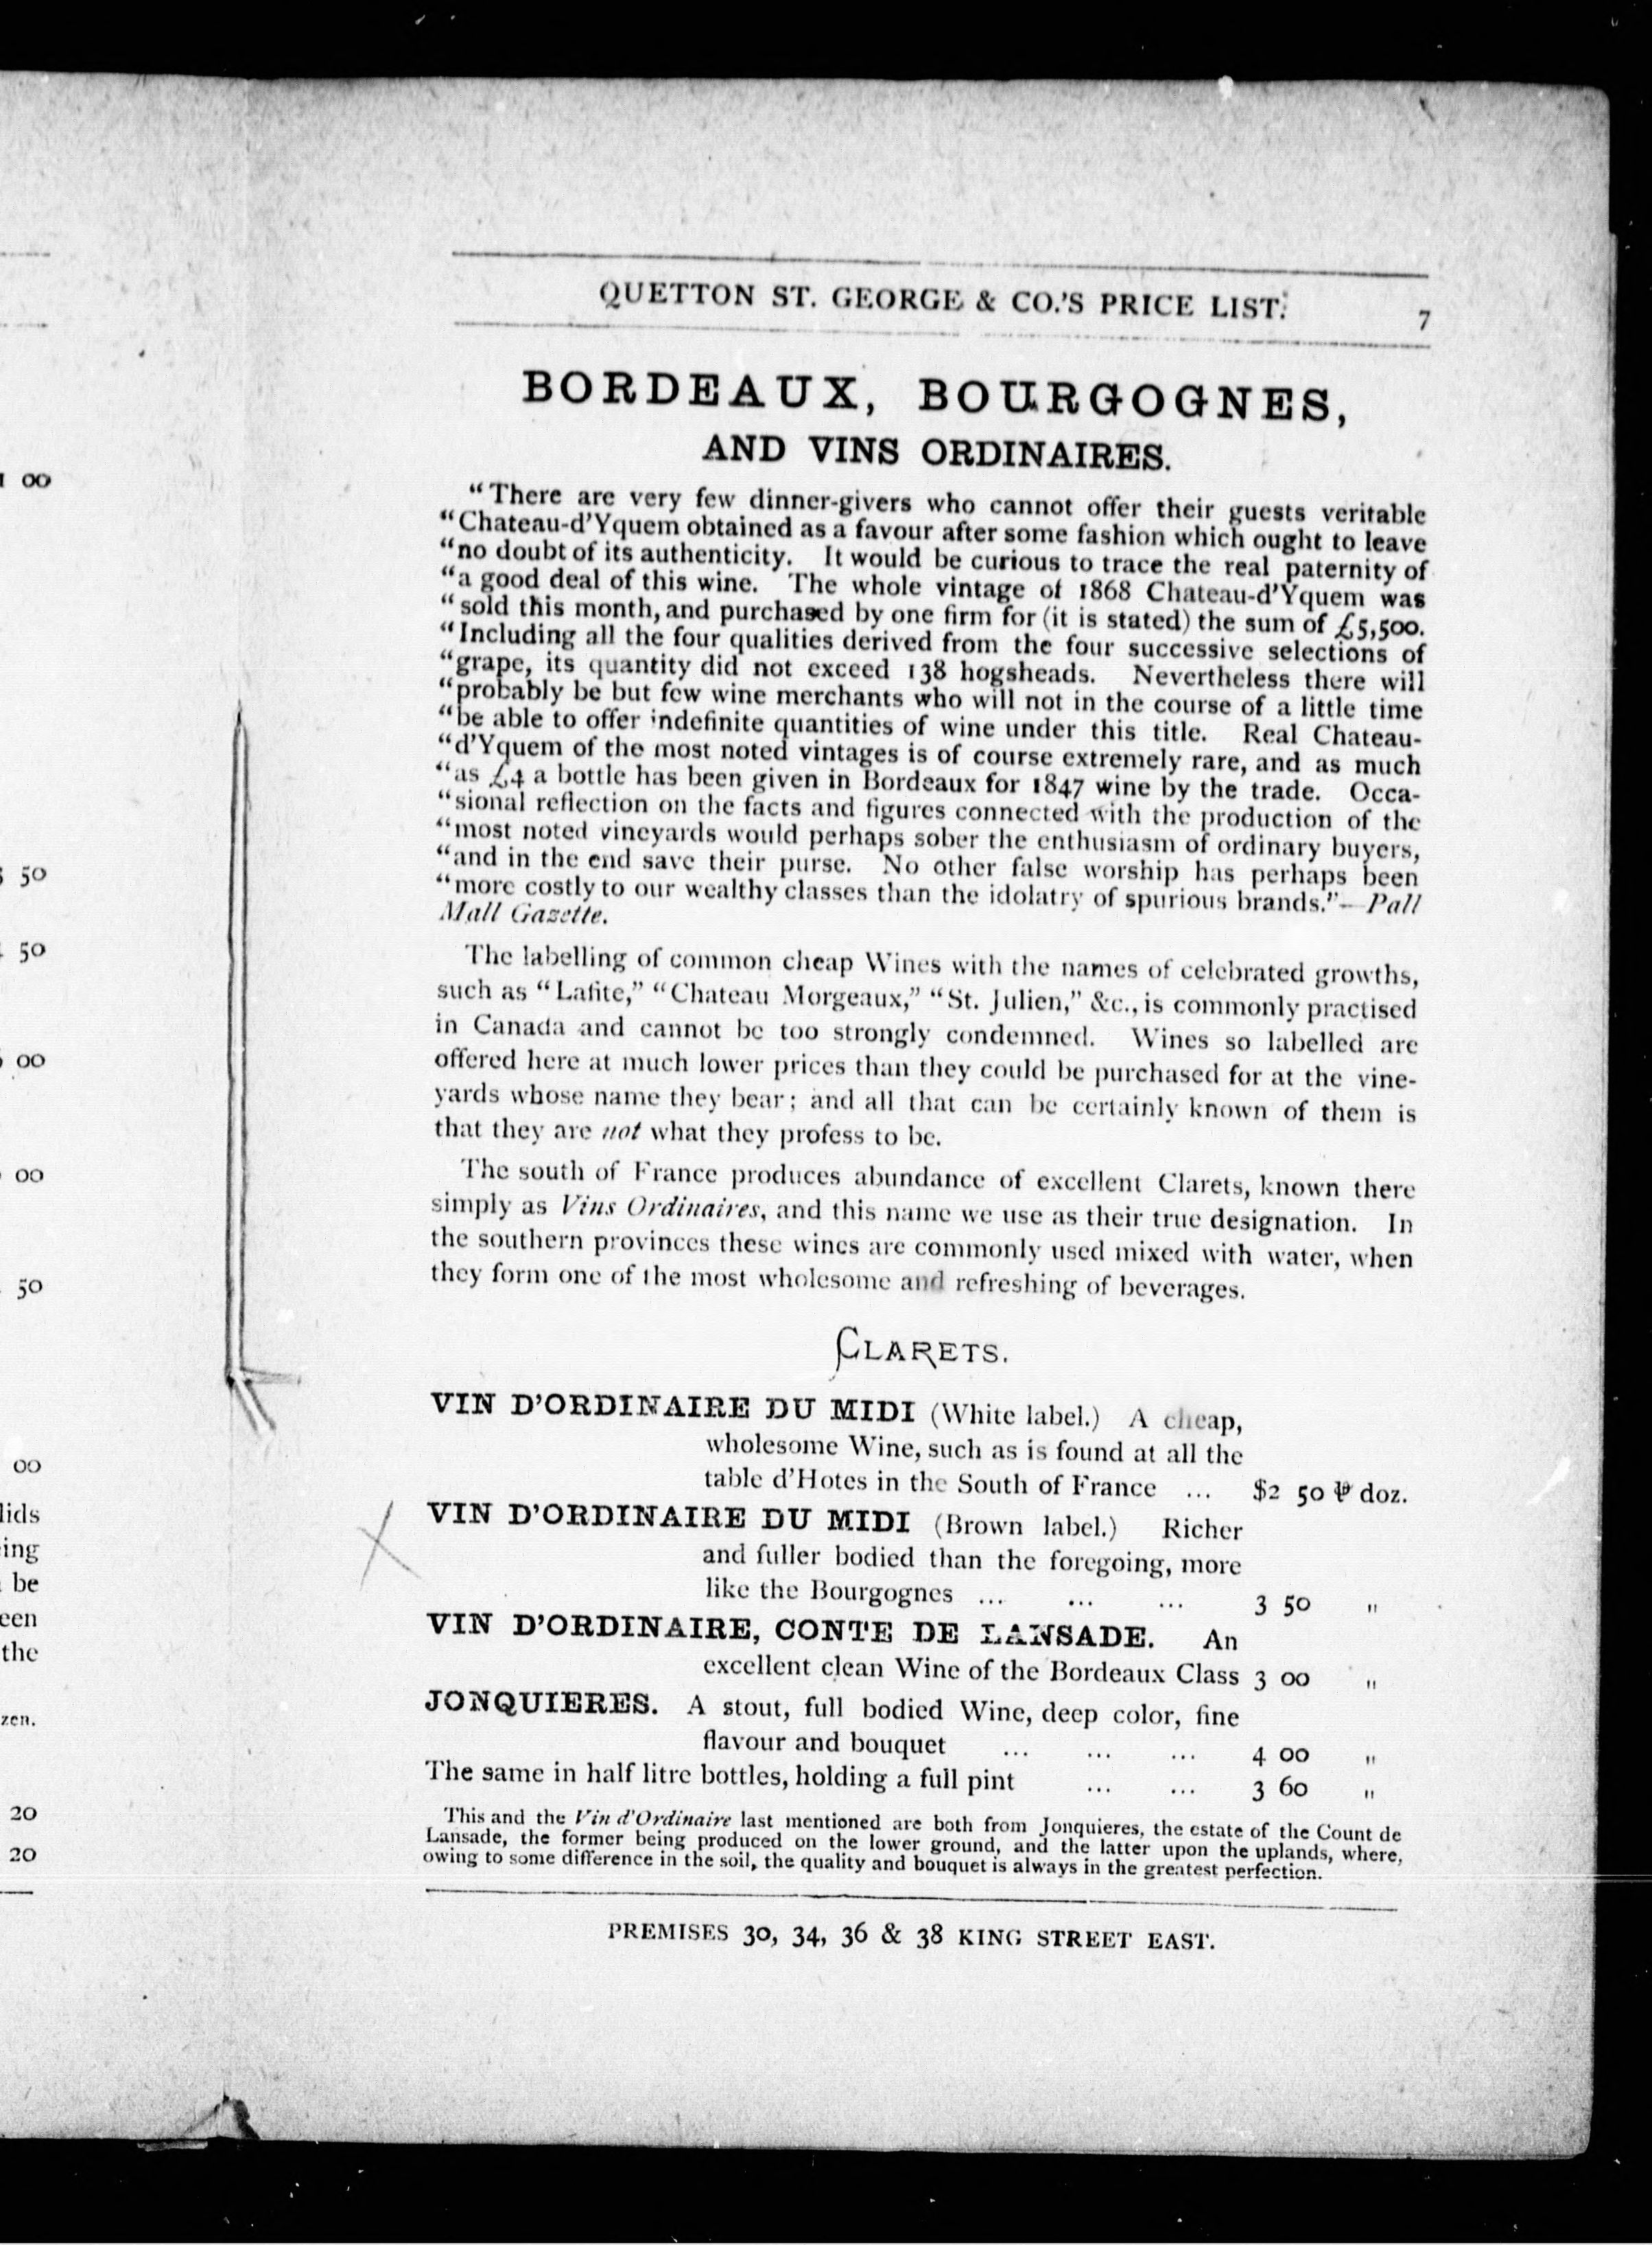 QUETTON ST. GEORGE & CO.'S PRICE LIST. 7
BORDEAUX, BOURGOGNES,
AND VINS ORDINAIRES.
"There are very few dinner-givers who cannot offer their guests veritable
"Chateau-d'Yquem obtained as a favour after some fashion which ought to leave
"no doubt of its authenticity. It would be curious to trace the real paternity of
"a good deal of this wine. The whole vintage of 1868 Chateau-d'Yquem was
"sold this month, and purchased by one firm for (it is stated) the sum of £5,500.
"Including all the four qualities derived from the four successive selections of
"grape, its quantity did not exceed 138 hogsheads. Nevertheless there will
"probably be but few wine merchants who will not in the course of a little time
"be able to offer indefinite quantities of wine under this title. Real Chateau-
"d'Yquem of the most noted vintages is of course extremely rare, and as much
"as £4 a bottle has been given in Bordeaux for 1847 wine by the trade. Occa-
"sional reflection on the facts and figures connected with the production of the
"most noted vineyards would perhaps sober the enthusiasm of ordinary buyers,
"and in the end save their purse. No other false worship has perhaps been
"more costly to our wealthy classes than the idolatry of spurious brands."—Pall
Mall Gazette.
The labelling of common cheap Wines with the names of celebrated growths,
such as "Lafite," "Chateau Morgeaux," "St. Julien," &c., is commonly practised
in Canada and cannot be too strongly condemned. Wines so labelled are
offered here at much lower prices than they could be purchased for at the vine-
yards whose name they bear; and all that can be certainly known of them is
that they are not what they profess to be.
The south of France produces abundance of excellent Clarets, known there
simply as Vins Ordinaires, and this name we use as their true designation. In
the southern provinces these wines are commonly used mixed with water, when
they form one of the most wholesome and refreshing of beverages.
CLARETS.
VIN D'ORDINAIRE DU MIDI (White label.) A cheap,
wholesome Wine, such as is found at all the
table d'Hotes in the South of France ... $2 50 ⅌ doz.
VIN D'ORDINAIRE DU MIDI (Brown label.) Richer
and fuller bodied than the foregoing, more
like the Bourgognes ... ... ... 3 50 "
VIN D'ORDINAIRE, CONTE DE LANSADE. An
excellent clean Wine of the Bordeaux Class 3 00 "
JONQUIERES. A stout, full bodied Wine, deep color, fine
flavour and bouquet ... ... ... 4 00 "
The same in half litre bottles, holding a full pint ... ... 3 60 "
This and the Vin d'Ordinaire last mentioned are both from Jonquieres, the estate of the Count de
Lansade, the former being produced on the lower ground, and the latter upon the uplands, where,
owing to some difference in the soil, the quality and bouquet is always in the greatest perfection.
PREMISES 30, 34, 36 & 38 KING STREET EAST.
00
50
50
00
00
50
00
lids
ing
be
een
the
zen.
20
20